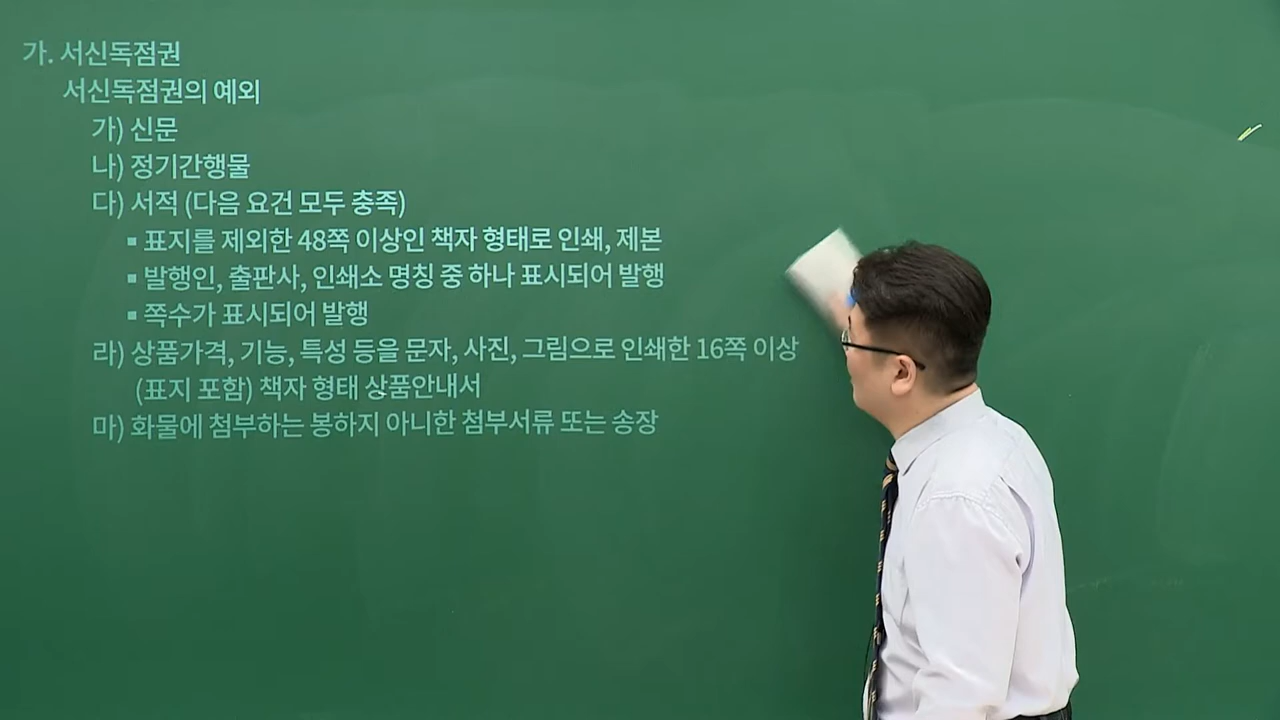 가. 서신독점권
서신독점권의 예외
가) 신문
나) 정기간행물
다) 서적 (다음 요건 모두 충족)
▪ 표지를 제외한 48쪽 이상인 책자 형태로 인쇄, 제본
▪ 발행인, 출판사, 인쇄소 명칭 중 하나 표시되어 발행
▪ 쪽수가 표시되어 발행
라) 상품가격, 기능, 특성 등을 문자, 사진, 그림으로 인쇄한 16쪽 이상
(표지 포함) 책자 형태 상품안내서
마) 화물에 첨부하는 봉하지 아니한 첨부서류 또는 송장